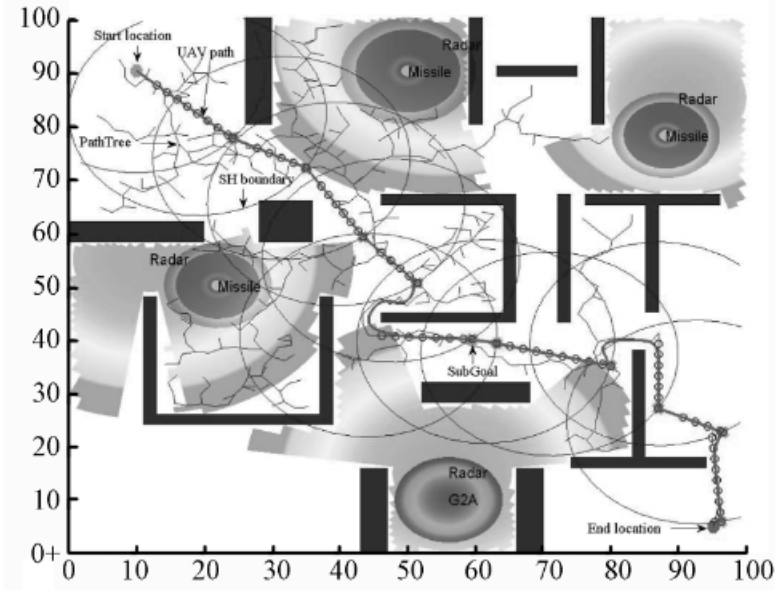 100
90
80
70
60
50
40
30
20
10
0+
Start location
UAV path
PathTree
SH boundary
Radar
Missile
Radar
Missile
Radar
Missile
SubGoal
Radar
G2A
End location
0 10 20 30 40 50 60 70 80 90 100